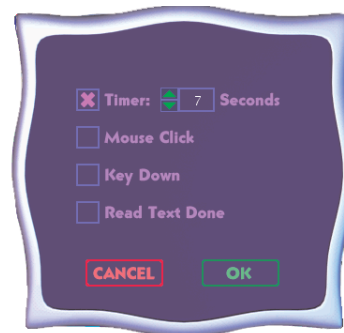 Timer: 7 Seconds
Mouse Click
Key Down
Read Text Done
CANCEL OK